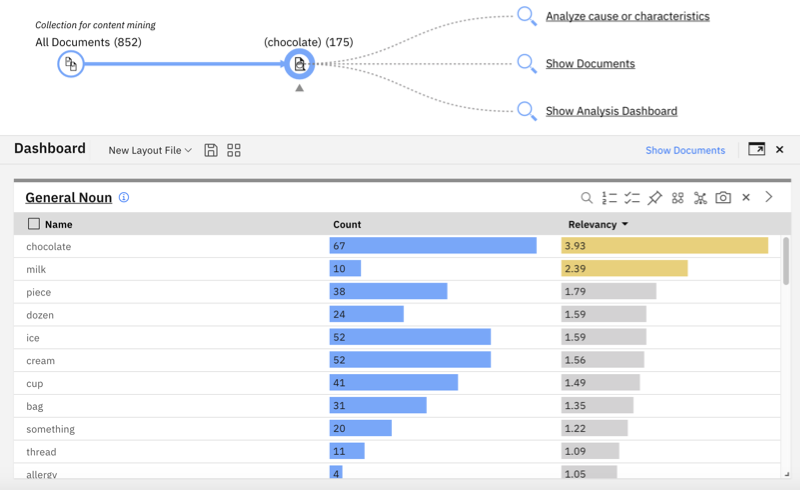 Collection for content mining
All Documents (852)
(chocolate) (175)
Analyze cause or characteristics
Show Documents
Show Analysis Dashboard
Dashboard
New Layout File
Show Documents
General Noun
Name Count Relevancy
chocolate 67 3.93
milk 10 2.39
piece 38 1.79
dozen 24 1.59
ice 52 1.59
cream 52 1.56
cup 41 1.49
bag 31 1.35
something 20 1.22
thread 11 1.09
allergy 4 1.05